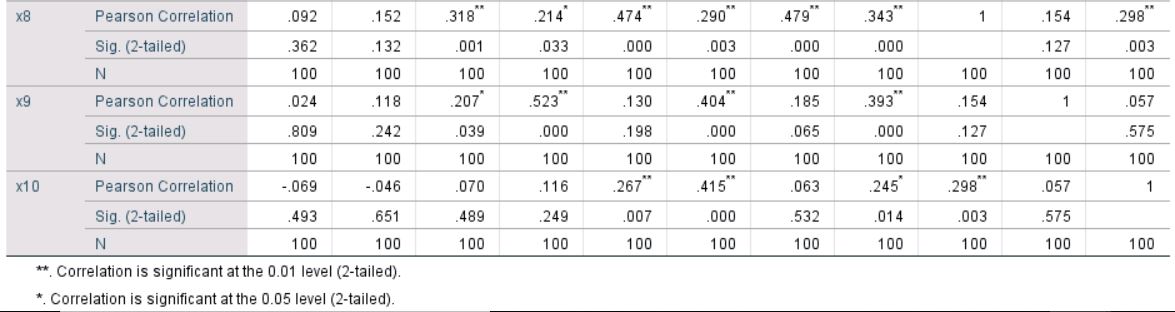 x8 Pearson Correlation .092 .152 .318** .214* .474** .290** .479** .343** 1 .154 .298**
Sig. (2-tailed) .362 .132 .001 .033 .000 .003 .000 .000 .127 .003
N 100 100 100 100 100 100 100 100 100 100 100
x9 Pearson Correlation .024 .118 .207* .523** .130 .404** .185 .393** .154 1 .057
Sig. (2-tailed) .809 .242 .039 .000 .198 .000 .065 .000 .127 .575
N 100 100 100 100 100 100 100 100 100 100 100
x10 Pearson Correlation -.069 -.046 .070 .116 .267** .415** .063 .245* .298** .057 1
Sig. (2-tailed) .493 .651 .489 .249 .007 .000 .532 .014 .003 .575
N 100 100 100 100 100 100 100 100 100 100 100
**. Correlation is significant at the 0.01 level (2-tailed).
*. Correlation is significant at the 0.05 level (2-tailed).